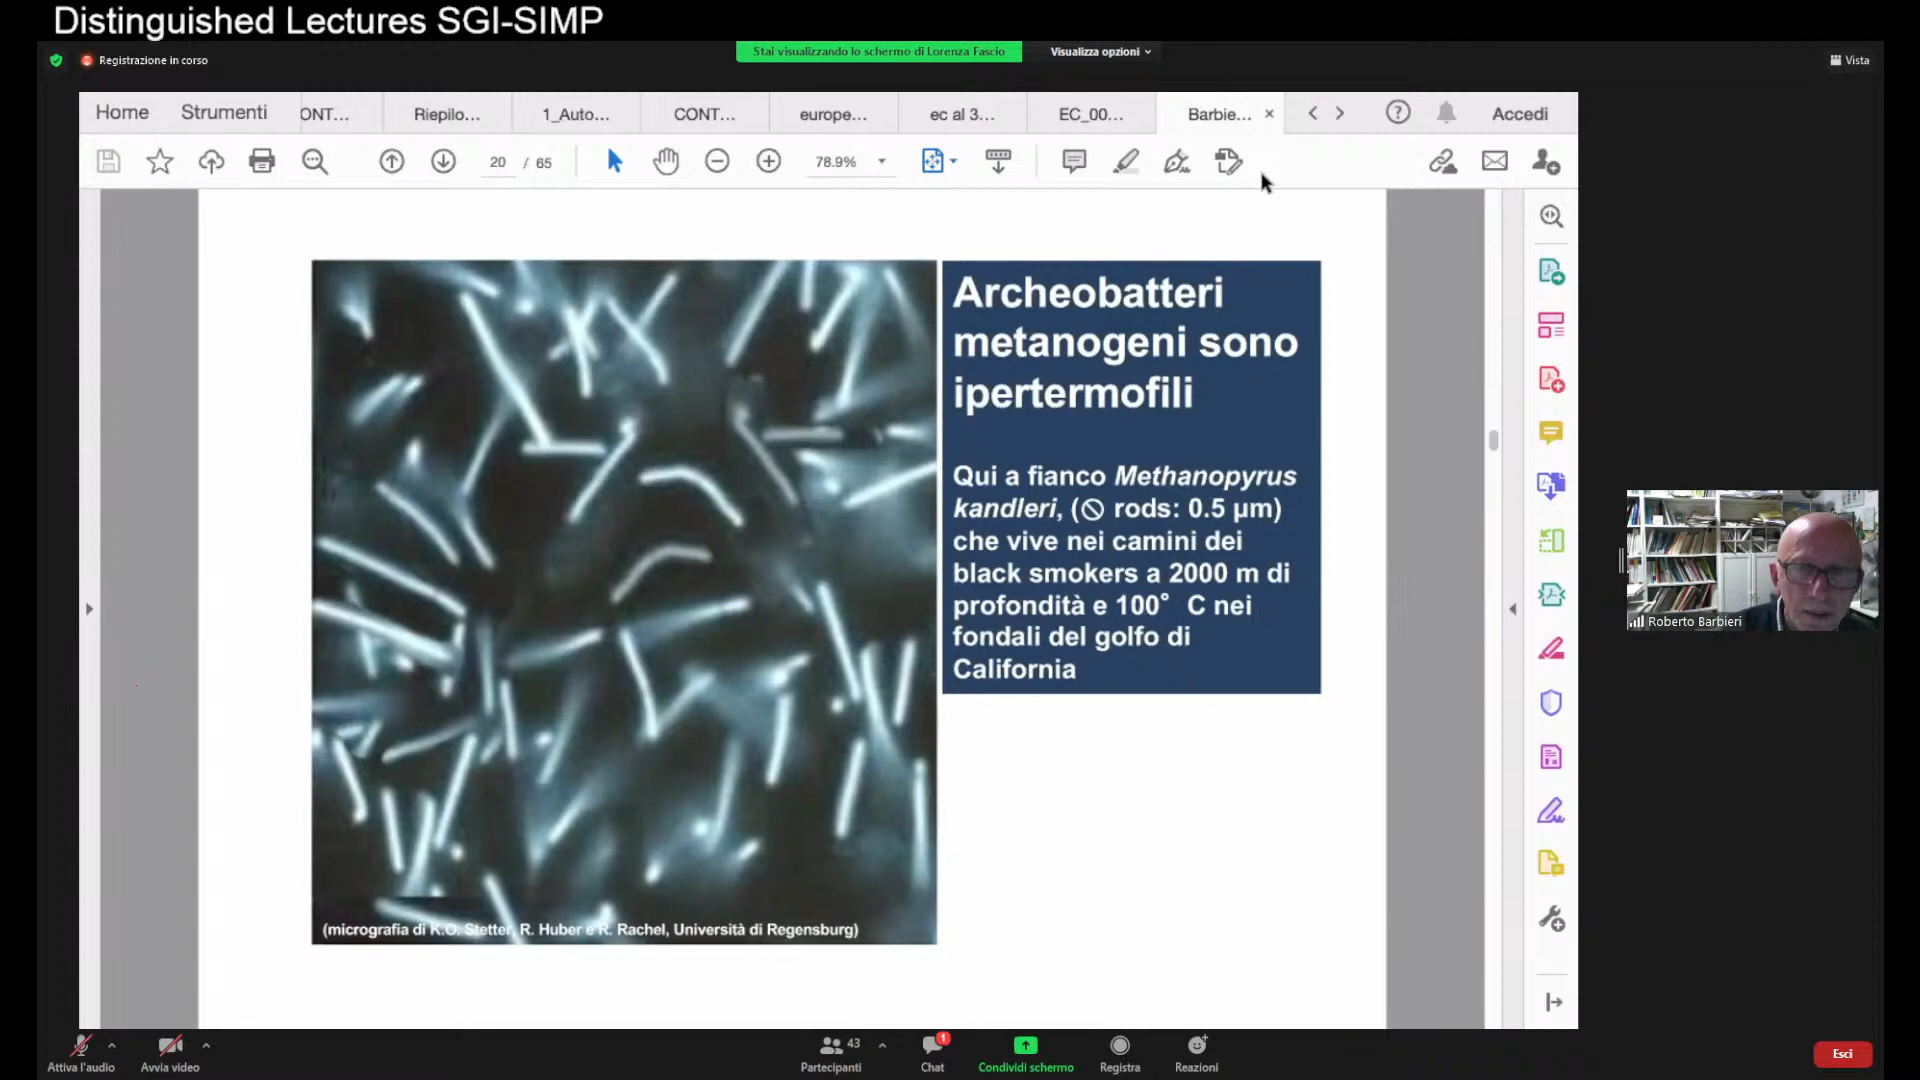 Distinguished Lectures SGI-SIMP
Stai visualizzando lo schermo di Lorenza Fascio
Visualizza opzioni
Registrazione in corso
Vista
Home
Strumenti
ONT...
Riepilo...
1_Auto...
CONT...
europe...
ec al 3...
EC_00...
Barbie...
Accedi
20 / 65
78.9%
Archeobatteri
metanogeni sono
ipertermofili
Qui a fianco Methanopyrus
kandleri, (⃠ rods: 0.5 µm)
che vive nei camini dei
black smokers a 2000 m di
profondità e 100° C nei
fondali del golfo di
California
(micrografia di K.O. Stetter, R. Huber e R. Rachel, Università di Regensburg)
Roberto Barbieri
Attiva l'audio
Avvia video
Partecipanti
43
Chat
1
Condividi schermo
Registra
Reazioni
Esci